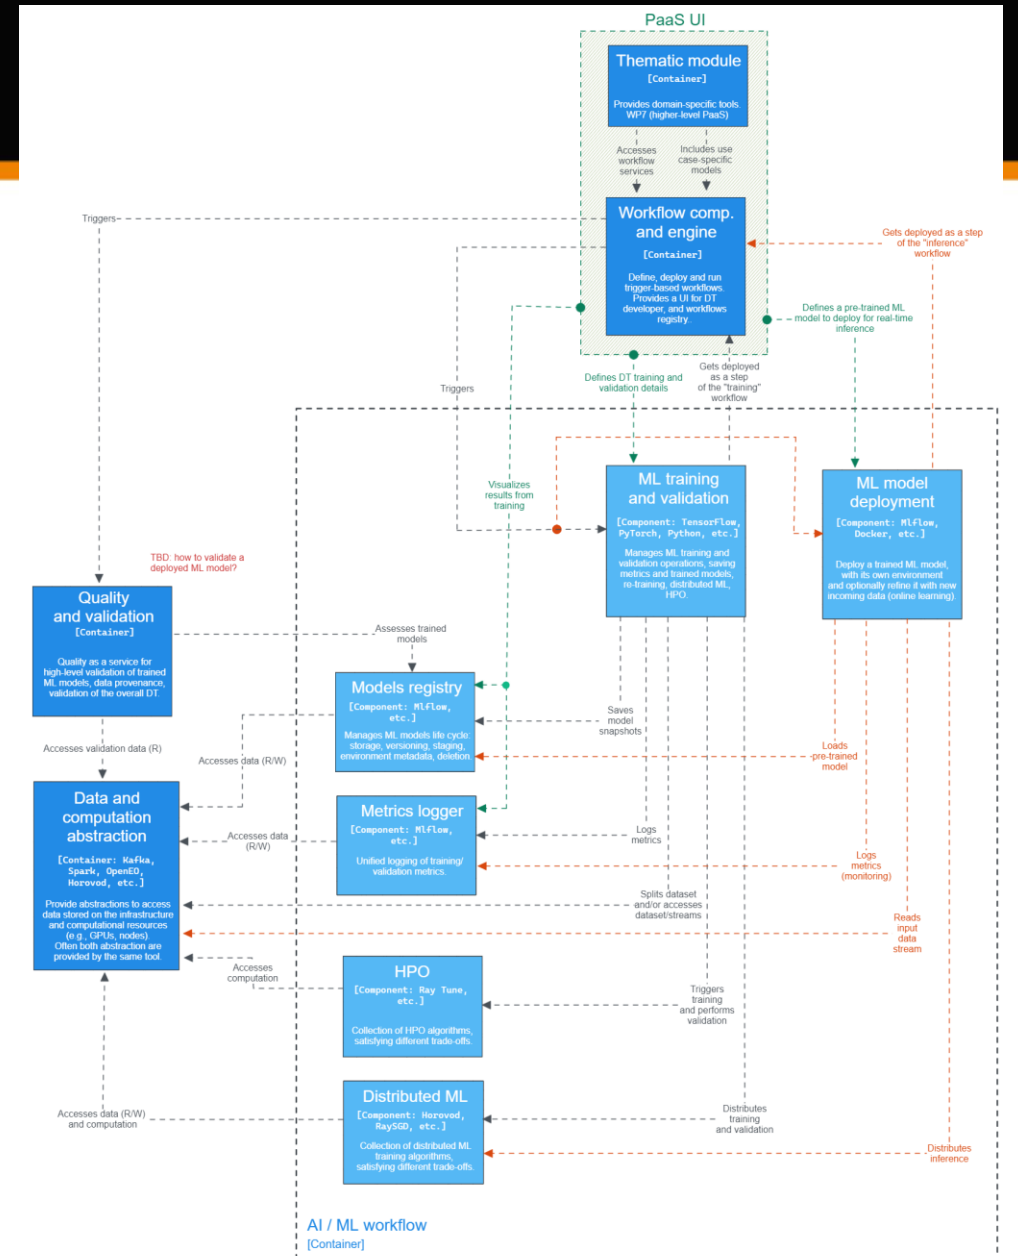 PaaS UI
Thematic module
[Container]
Provides domain-specific tools.
WP7 (higher-level PaaS)
Accesses
workflow
services
Includes use
case-specific
models
Workflow comp.
and engine
[Container]
Define, deploy and run
trigger-based workflows.
Provides a UI for DT
developer, and workflows
registry..
Triggers
Gets deployed as a step
of the "inference"
workflow
Defines a pre-trained ML
model to deploy for real-time
inference
Triggers
Defines DT training and
validation details
Gets deployed
as a step
of the "training"
workflow
Visualizes
results from
training
ML training
and validation
[Component: TensorFlow,
PyTorch, Python, etc.]
Manages ML training and
validation operations, saving
metrics and trained models,
re-training, distributed ML,
HPO.
ML model
deployment
[Component: Mlflow,
Docker, etc.]
Deploy a trained ML model,
with its own environment
and optionally refine it with new
incoming data (online learning).
TBD: how to validate a
deployed ML model?
Quality
and validation
[Container]
Quality as a service for
high-level validation of trained
ML models, data provenance,
validation of the overall DT.
Assesses trained
models
Models registry
[Component: Mlflow,
etc.]
Manages ML models life cycle:
storage, versioning, staging,
environment metadata, deletion.
Saves
model
snapshots
Loads
pre-trained
model
Accesses validation data (R)
Accesses data (R/W)
Data and
computation
abstraction
[Container: Kafka,
Spark, OpenEO,
Horovod, etc.]
Provide abstractions to access
data stored on the infrastructure
and computational resources
(e.g., GPUs, nodes).
Often both abstraction are
provided by the same tool.
Accesses data
(R/W)
Metrics logger
[Component: Mlflow,
etc.]
Unified logging of training/
validation metrics.
Logs
metrics
Logs
metrics
(monitoring)
Splits dataset
and/or accesses
dataset/streams
Reads
input
data
stream
Accesses
computation
HPO
[Component: Ray Tune,
etc.]
Collection of HPO algorithms,
satisfying different trade-offs.
Triggers
training
and performs
validation
Distributed ML
[Component: Horovod,
RaySGD, etc.]
Collection of distributed ML
training algorithms,
satisfying different trade-offs.
Accesses data (R/W)
and computation
Distributes
training
and validation
Distributes
inference
AI / ML workflow
[Container]